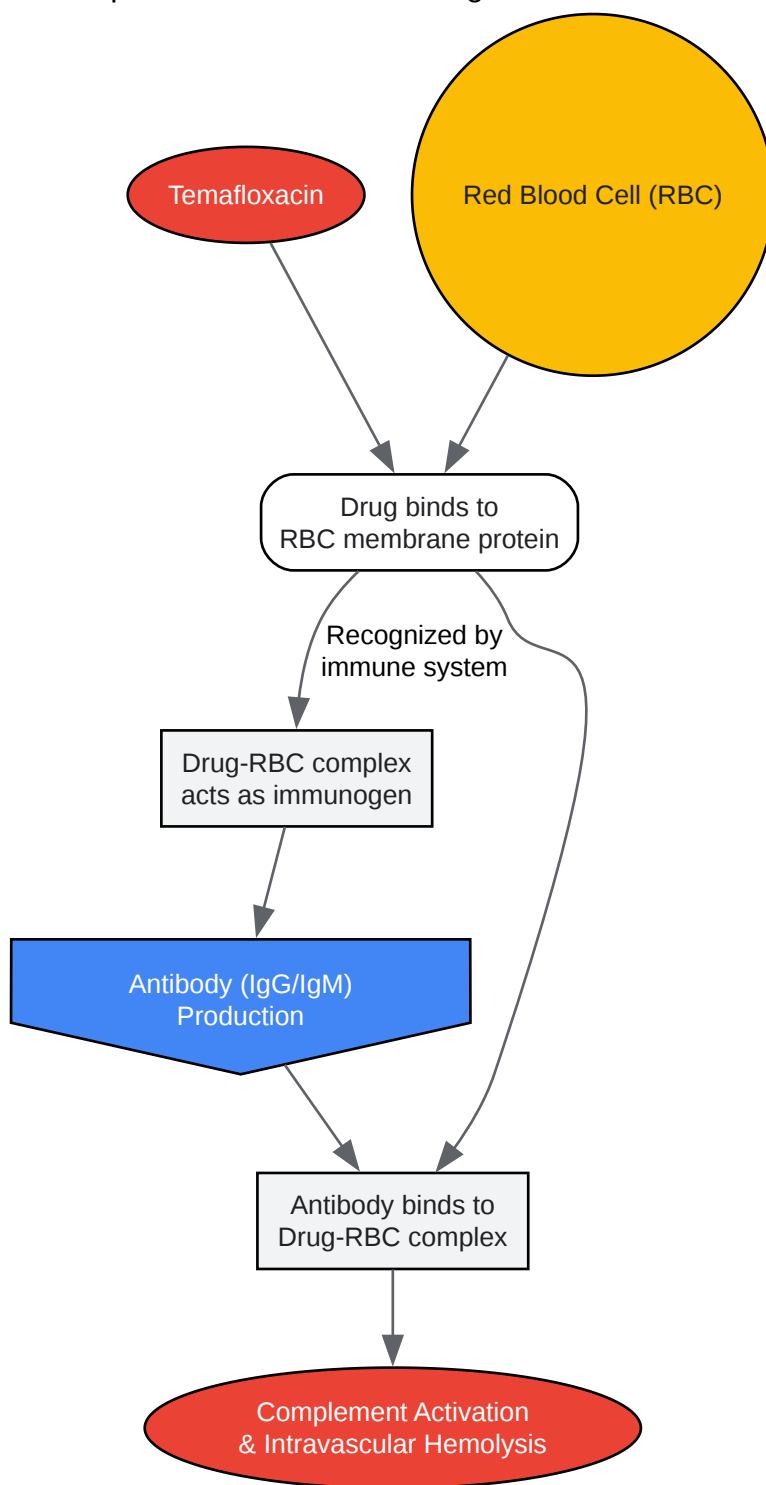 Temafloxacin
Red Blood Cell (RBC)
Drug binds to
RBC membrane protein
Recognized by
immune system
Drug-RBC complex
acts as immunogen
Antibody (IgG/IgM)
Production
Antibody binds to
Drug-RBC complex
Complement Activation
& Intravascular Hemolysis